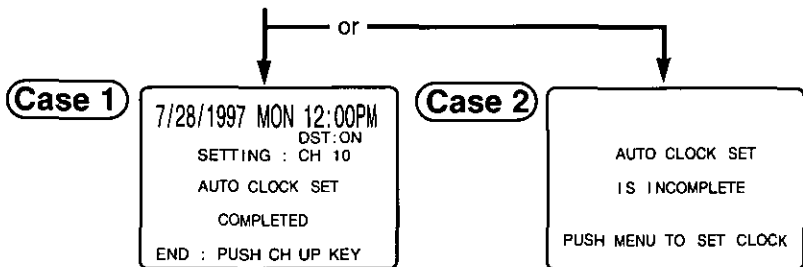 or
Case 1
7/28/1997 MON 12:00PM
DST:ON
SETTING : CH 10
AUTO CLOCK SET
COMPLETED
END : PUSH CH UP KEY
Case 2
AUTO CLOCK SET
IS INCOMPLETE
PUSH MENU TO SET CLOCK